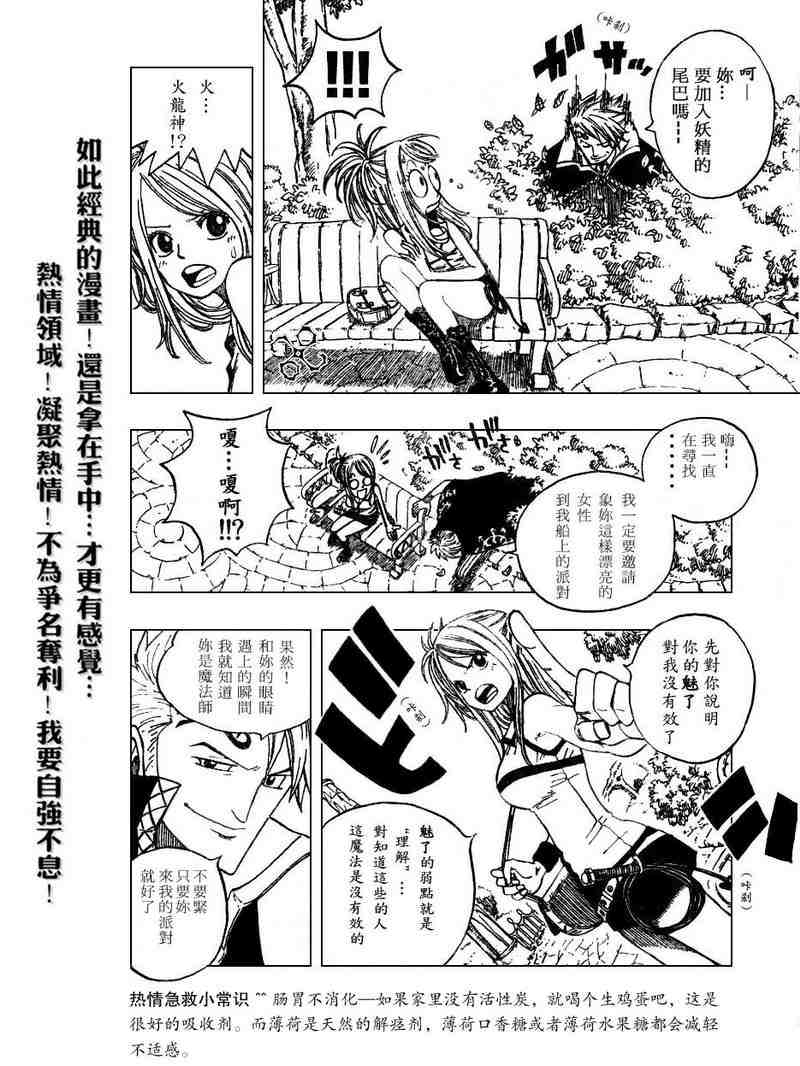 呵—
妳…
要加入妖精的
尾巴嗎…
(咔剎)
!!!
火…
火龍神!?
嗨…
我一直
在尋找
我一定要邀請
象妳這樣漂亮的
女性
到我船上的派對
ガサ
ガサ
嗄…
嗄啊!!?
先對你說明
你的魅了
對我沒有效了
(咔剎)
ビド
(咔剎)
魅了的弱點就是
"理解"…
對知道這些的人
這魔法是沒有效的
果然!
和妳的眼睛
遇上的瞬間
我就知道
妳是魔法師
不要緊
只要妳
來我的派對
就好了
如此經典的漫畫!還是拿在手中…才更有感覺…
熱情領域!凝聚熱情!不為爭名奪利!我要自強不息!
热情急救小常识 ^^ 肠胃不消化—如果家里没有活性炭，就喝个生鸡蛋吧，这是
很好的吸收剂。而薄荷是天然的解痉剂，薄荷口香糖或者薄荷水果糖都会减轻
不适感。